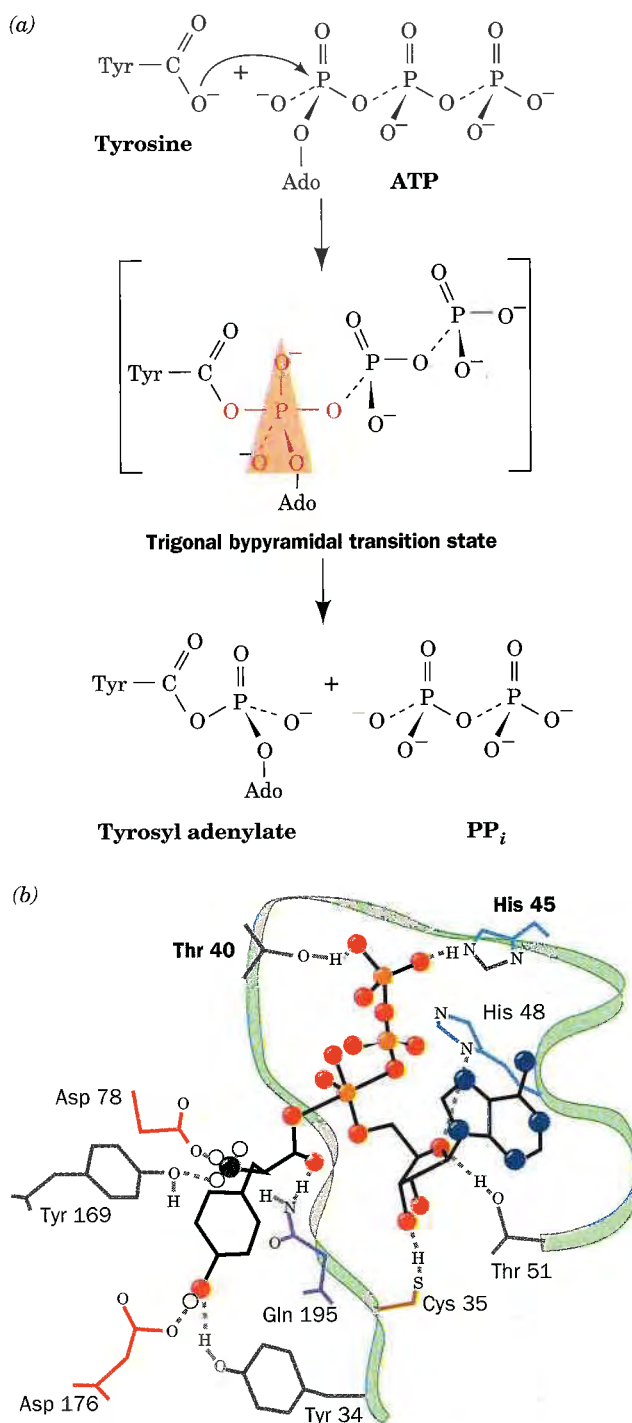 (a)
O O O O
Tyr — C + ⁻O P O P O P O⁻
O⁻ O O⁻ O⁻
Tyrosine Ado ATP
O O O
Tyr — C O⁻ P — O P — O⁻
O — P — O O⁻ O⁻
⁻O O
Ado
Trigonal bypyramidal transition state
O O O O
Tyr — C P + ⁻O P O P O⁻
O O⁻ O⁻ O⁻
O
Ado
Tyrosyl adenylate PPi
(b)
His 45
Thr 40 O H H N N
N His 48
Asp 78 N
O
O O H
H H H O
Tyr 169 N
O H Thr 51
O Gln 195 S Cys 35
O O H
O
Asp 176 Tyr 34